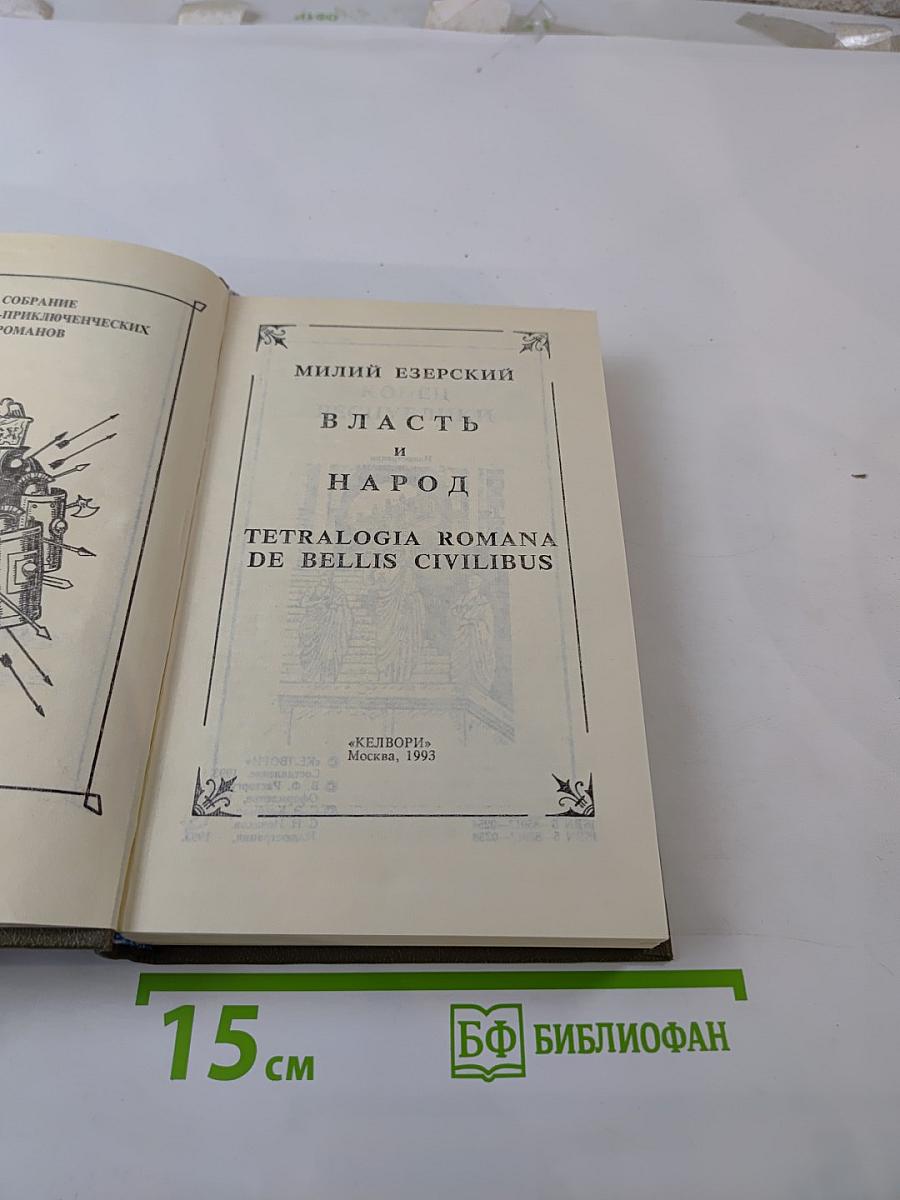 СОБРАНИЕ
-ПРИКЛЮЧЕНЧЕСКИХ
РОМАНОВ
МИЛИЙ ЕЗЕРСКИЙ
ВЛАСТЬ
И
НАРОД
TETRALOGIA ROMANA
DE BELLIS CIVILIBUS
«КЕЛВОРИ»
Москва, 1993
15 см
БФ БИБЛИОФАН